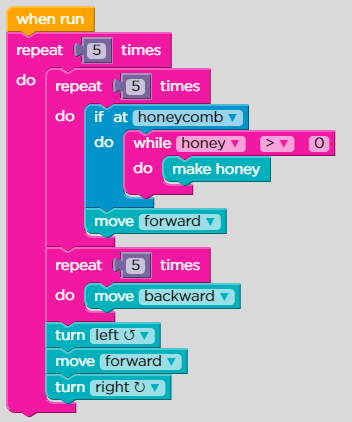 when run
repeat 5 times
do repeat 5 times
do if at honeycomb ▼
do while honey ▼ > ▼ 0
do make honey
move forward ▼
repeat 5 times
do move backward ▼
turn left ↺ ▼
move forward ▼
turn right ↻ ▼